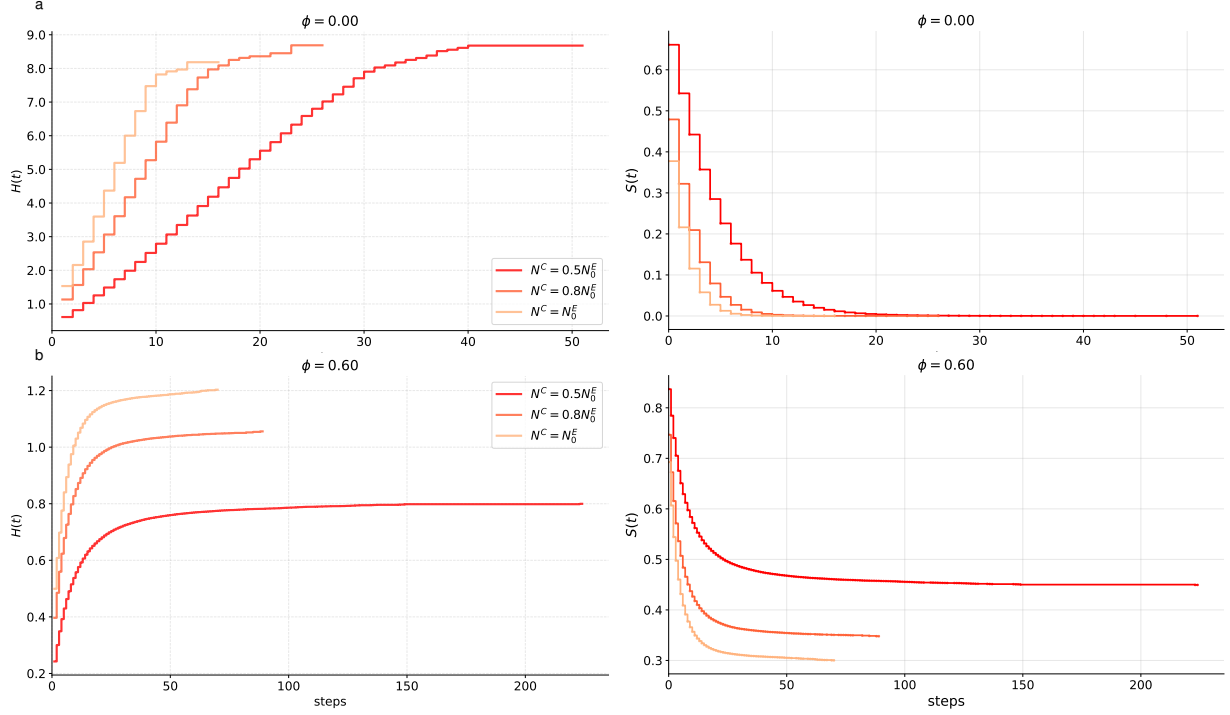 a
ϕ = 0.00
H(t)
9.0
8.0
7.0
6.0
5.0
4.0
3.0
2.0
1.0
0 10 20 30 40 50
N^C = 0.5N_0^E
N^C = 0.8N_0^E
N^C = N_0^E
ϕ = 0.00
S(t)
0.6
0.5
0.4
0.3
0.2
0.1
0.0
0 10 20 30 40 50
b
ϕ = 0.60
H(t)
1.2
1.0
0.8
0.6
0.4
0.2
0 50 100 150 200
steps
N^C = 0.5N_0^E
N^C = 0.8N_0^E
N^C = N_0^E
ϕ = 0.60
S(t)
0.8
0.7
0.6
0.5
0.4
0.3
0 50 100 150 200
steps